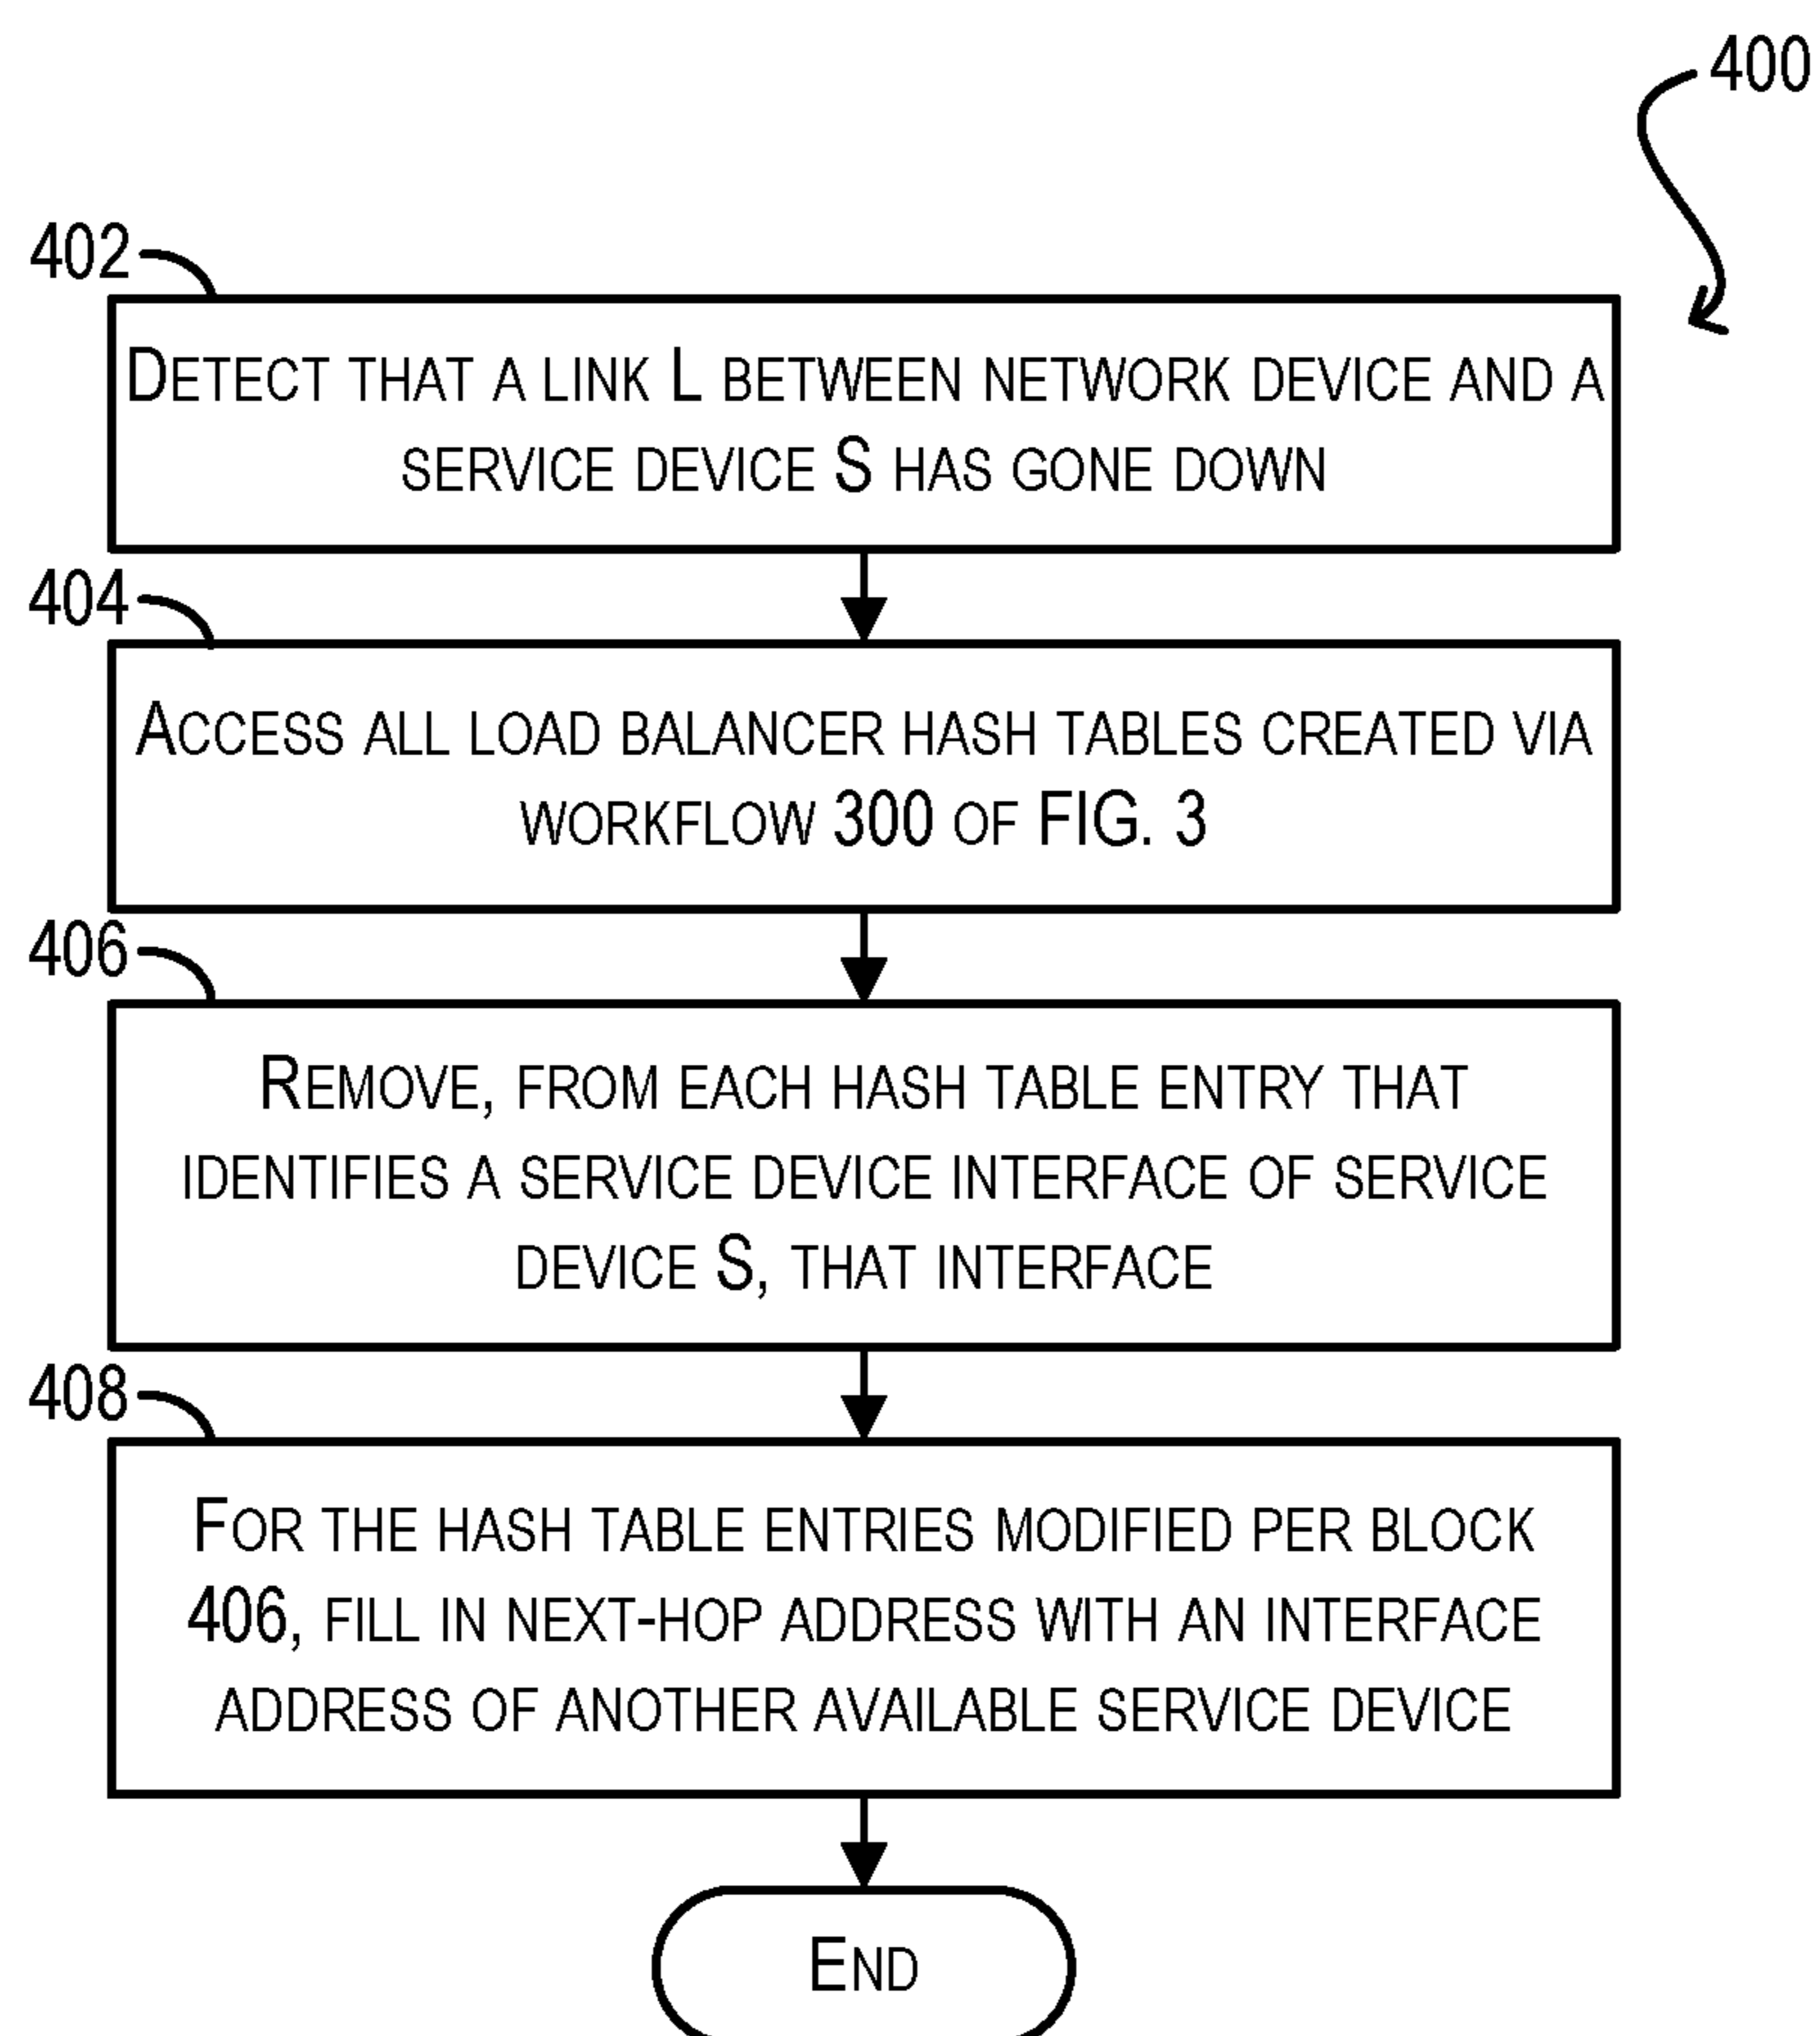 400
402
DETECT THAT A LINK L BETWEEN NETWORK DEVICE AND A
SERVICE DEVICE S HAS GONE DOWN
404
ACCESS ALL LOAD BALANCER HASH TABLES CREATED VIA
WORKFLOW 300 OF FIG. 3
406
REMOVE, FROM EACH HASH TABLE ENTRY THAT
IDENTIFIES A SERVICE DEVICE INTERFACE OF SERVICE
DEVICE S, THAT INTERFACE
408
FOR THE HASH TABLE ENTRIES MODIFIED PER BLOCK
406, FILL IN NEXT-HOP ADDRESS WITH AN INTERFACE
ADDRESS OF ANOTHER AVAILABLE SERVICE DEVICE
END